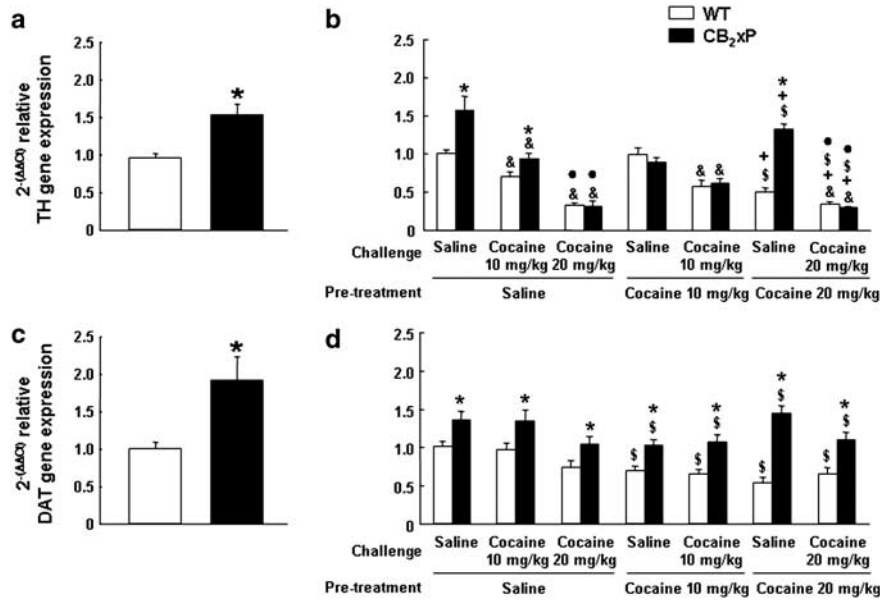 WT
CB₂xP
a
2-(ΔΔCt) relative
TH gene expression
2.5
2.0
1.5
1.0
0.5
0
*
b
2.5
2.0
1.5
1.0
0.5
0
*
&
*
&
●
&
●
&
&
&
+
$
*
+
$
●
$
+
&
●
$
+
&
Challenge
Saline
Cocaine 10 mg/kg
Cocaine 20 mg/kg
Saline
Cocaine 10 mg/kg
Saline
Cocaine 20 mg/kg
Pre-treatment
Saline
Cocaine 10 mg/kg
Cocaine 20 mg/kg
c
2-(ΔΔCt) relative
DAT gene expression
2.5
2.0
1.5
1.0
0.5
0
*
d
2.5
2.0
1.5
1.0
0.5
0
*
*
*
$
*
$
$
*
$
$
*
$
$
*
$
Challenge
Saline
Cocaine 10 mg/kg
Cocaine 20 mg/kg
Saline
Cocaine 10 mg/kg
Saline
Cocaine 20 mg/kg
Pre-treatment
Saline
Cocaine 10 mg/kg
Cocaine 20 mg/kg